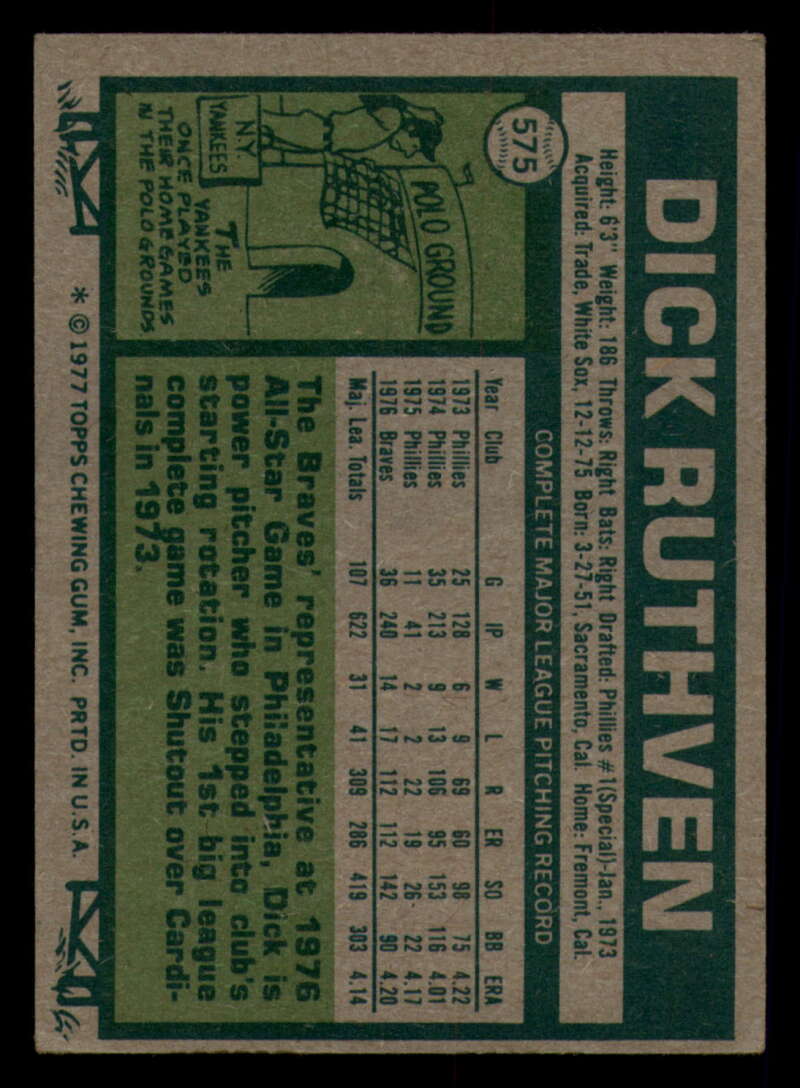 DICK RUTHVEN
Height: 6'3" Weight: 186 Throws: Right Bats: Right Drafted: Phillies #1(Special)-Jan., 1973
Acquired: Trade, White Sox, 12-12-75 Born: 3-27-51, Sacramento, Cal. Home: Fremont, Cal.
575
COMPLETE MAJOR LEAGUE PITCHING RECORD
Year Club G IP W L R ER SO BB ERA
1973 Phillies 25 128 6 9 69 60 98 75 4.22
1974 Phillies 35 213 9 13 106 95 153 116 4.01
1975 Phillies 11 41 2 2 22 19 26 22 4.17
1976 Braves 36 240 14 17 112 112 142 90 4.20
Maj. Lea. Totals 107 622 31 41 309 286 419 303 4.14
POLO GROUND
N.Y.
YANKEES
THE
YANKEES
ONCE PLAYED
THEIR HOME GAMES
IN THE POLO GROUNDS.
The Braves' representative at 1976
All-Star Game in Philadelphia, Dick is
power pitcher who stepped into club's
starting rotation. His 1st big league
complete game was Shutout over Cardi-
nals in 1973.
* © 1977 TOPPS CHEWING GUM, INC. PRTD. IN U.S.A.